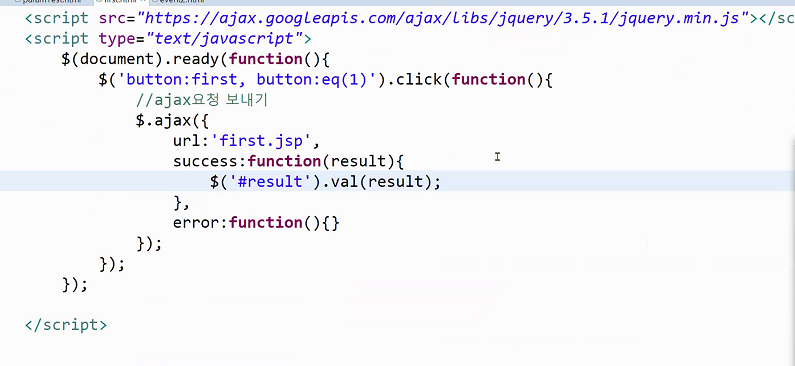 <script src="https://ajax.googleapis.com/ajax/libs/jquery/3.5.1/jquery.min.js"></sc
<script type="text/javascript">
$(document).ready(function(){
$('button:first, button:eq(1)').click(function(){
//ajax요청 보내기
$.ajax({
url:'first.jsp',
success:function(result){
$('#result').val(result);
},
error:function(){}
});
});
});
</script>